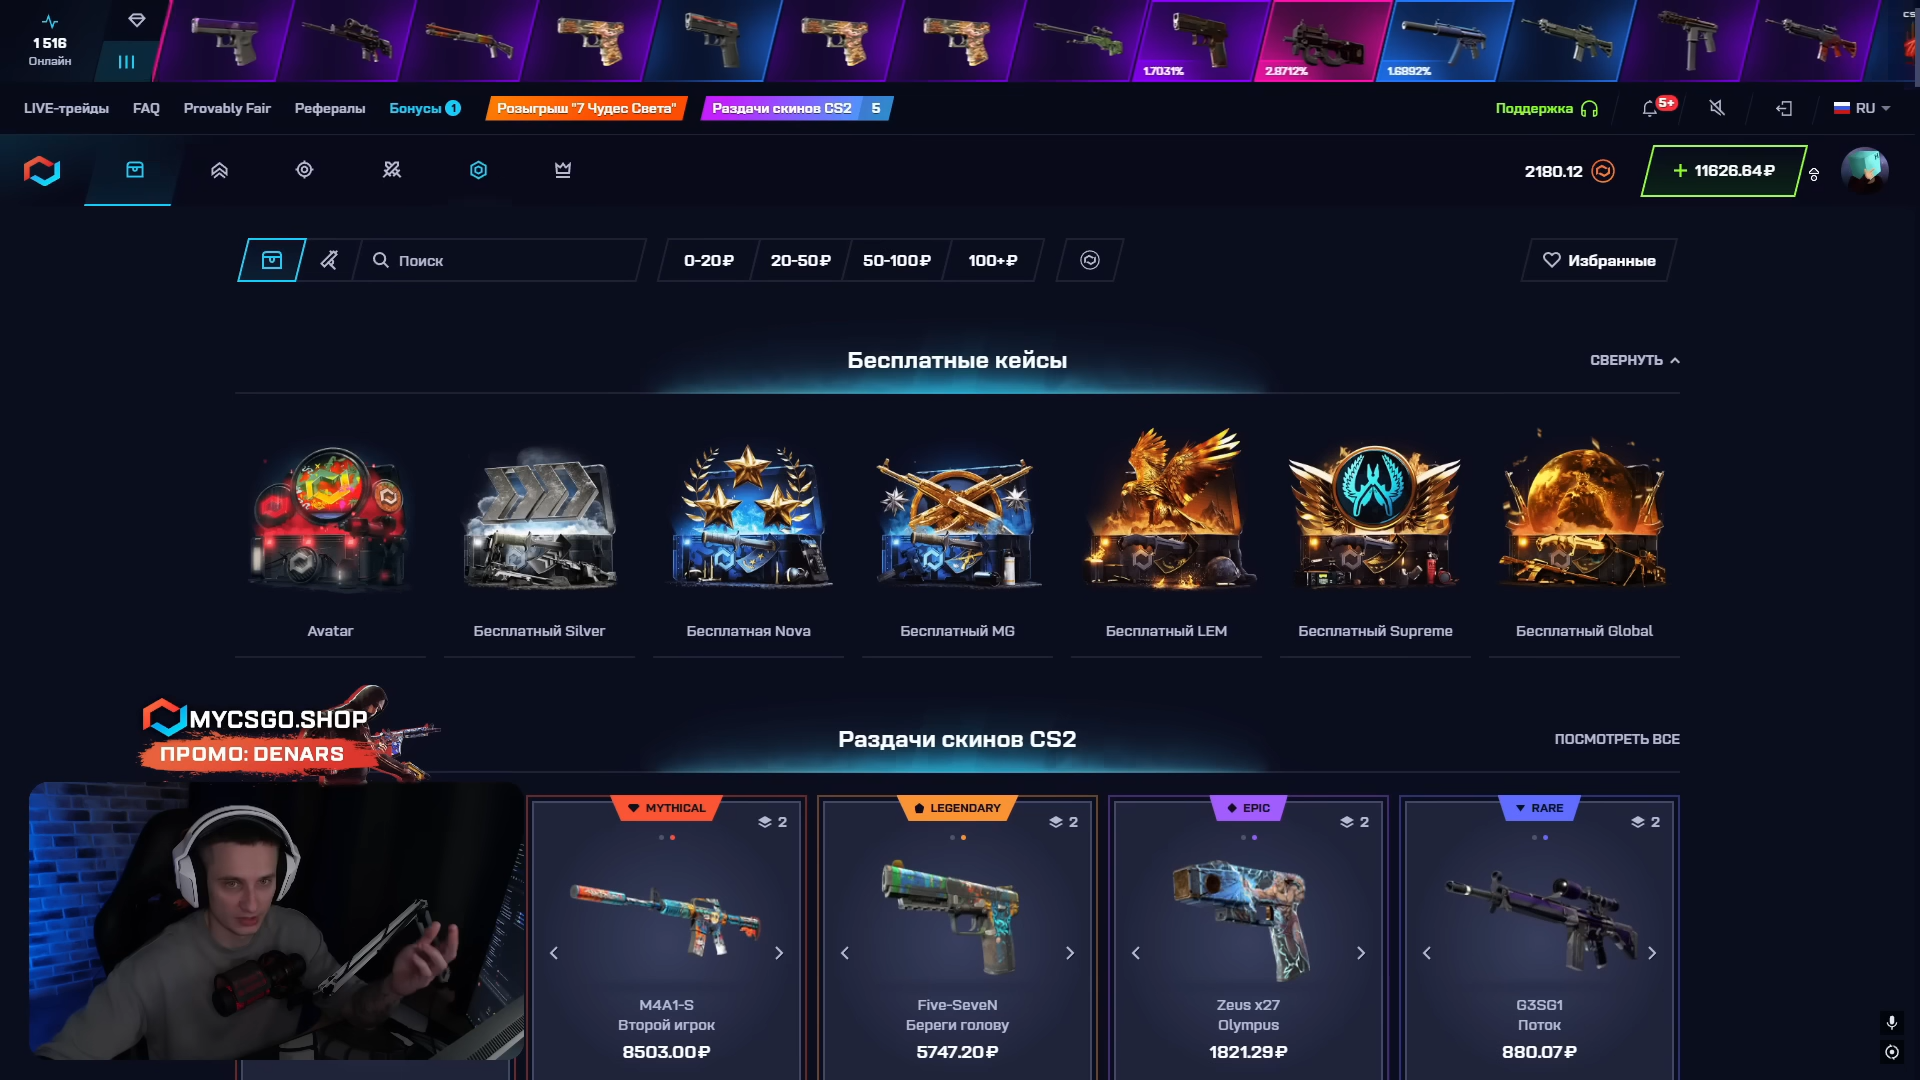 1 516
Онлайн
1.7031%
2.8712%
1.6892%
CS
LIVE-трейды
FAQ
Provably Fair
Рефералы
Бонусы 1
Розыгрыш "7 Чудес Света"
Раздачи скинов CS2 5
Поддержка
5+
RU
2180.12
+ 11626.64₽
Поиск
0-20₽
20-50₽
50-100₽
100+₽
Избранные
Бесплатные кейсы
СВЕРНУТЬ
Avatar
Бесплатный Silver
Бесплатная Nova
Бесплатный MG
Бесплатный LEM
Бесплатный Supreme
Бесплатный Global
MYCSGO.SHOP
ПРОМО: DENARS
Раздачи скинов CS2
ПОСМОТРЕТЬ ВСЕ
MYTHICAL
2
M4A1-S
Второй игрок
8503.00₽
LEGENDARY
2
Five-SeveN
Береги голову
5747.20₽
EPIC
2
Zeus x27
Olympus
1821.29₽
RARE
2
G3SG1
Поток
880.07₽